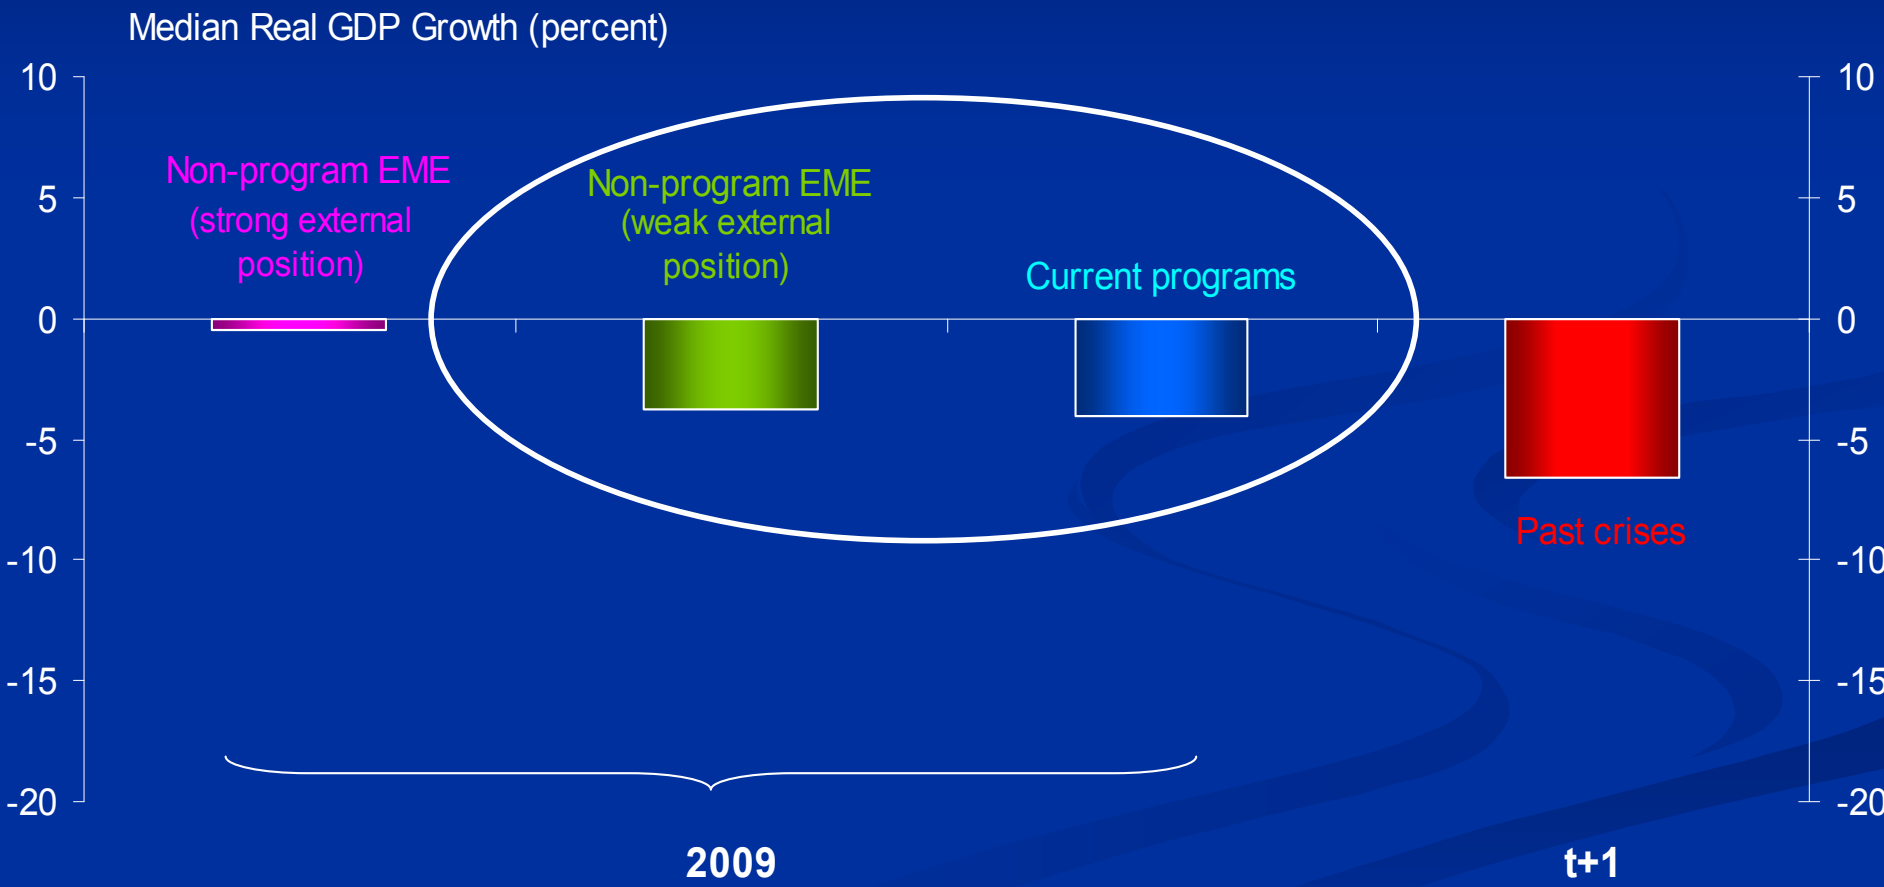 Median Real GDP Growth (percent)
10
5
0
-5
-10
-15
-20
10
5
0
-5
-10
-15
-20
Non-program EME
(strong external
position)
Non-program EME
(weak external
position)
Current programs
Past crises
2009
t+1